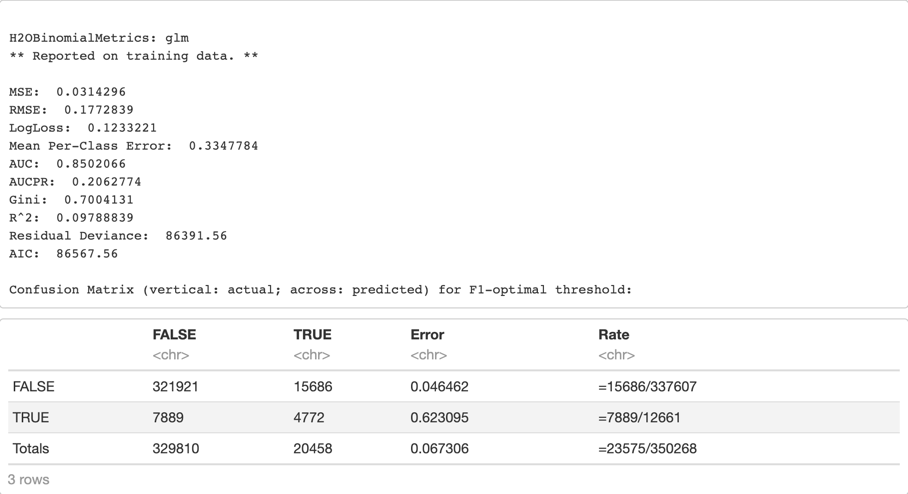 H2OBinomialMetrics: glm
** Reported on training data. **
MSE:  0.0314296
RMSE:  0.1772839
LogLoss:  0.1233221
Mean Per-Class Error:  0.3347784
AUC:  0.8502066
AUCPR:  0.2062774
Gini:  0.7004131
R^2:  0.09788839
Residual Deviance:  86391.56
AIC:  86567.56
Confusion Matrix (vertical: actual; across: predicted) for F1-optimal threshold:
FALSE TRUE Error Rate
<chr> <chr> <chr> <chr>
FALSE 321921 15686 0.046462 =15686/337607
TRUE 7889 4772 0.623095 =7889/12661
Totals 329810 20458 0.067306 =23575/350268
3 rows